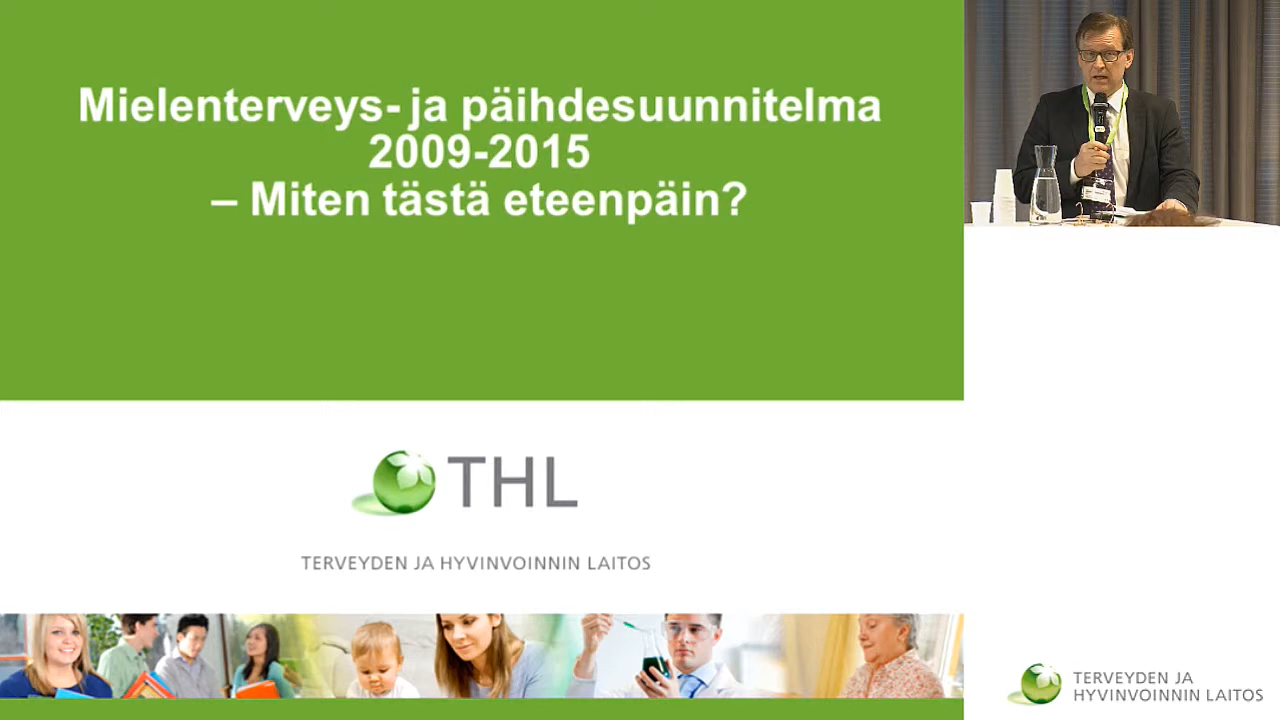 Mielenterveys- ja päihdesuunnitelma
2009-2015
– Miten tästä eteenpäin?
THL
TERVEYDEN JA HYVINVOINNIN LAITOS
TERVEYDEN JA
HYVINVOINNIN LAITOS